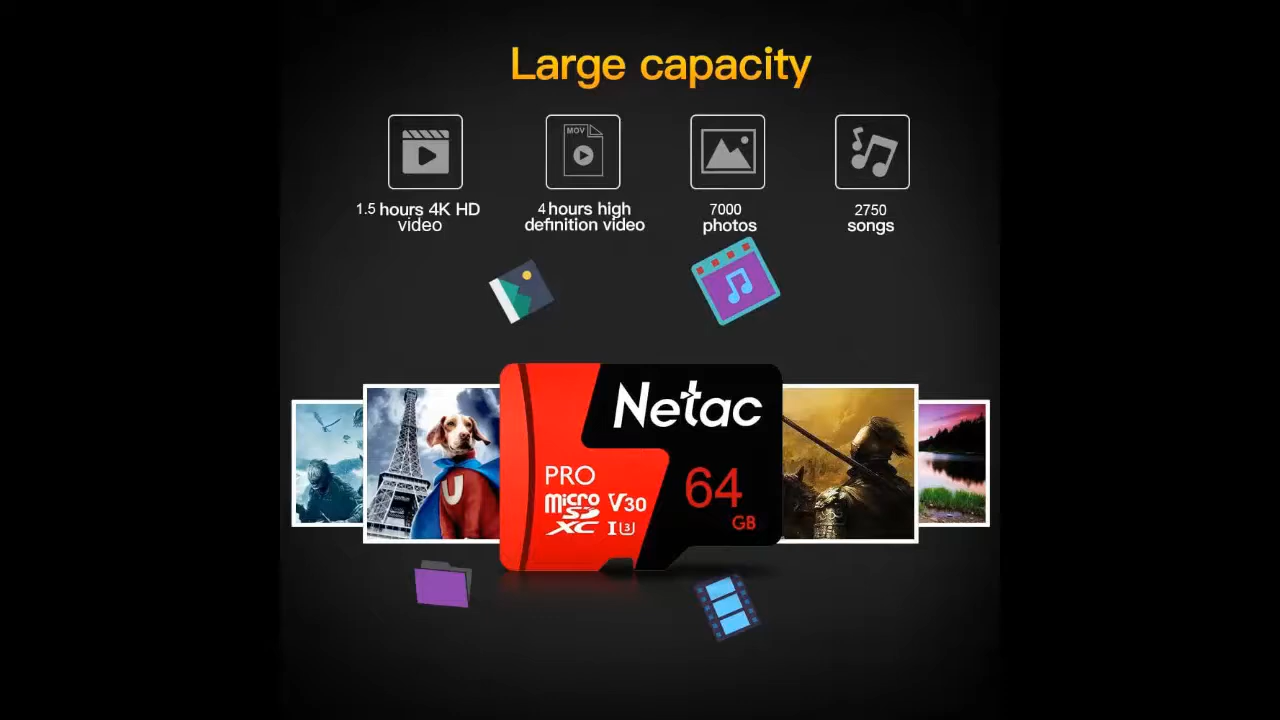 Large capacity
MOV
1.5 hours 4K HD
video
4 hours high
definition video
7000
photos
2750
songs
Netac
PRO
micro
SD
XC
V30
I U3
64
GB
U